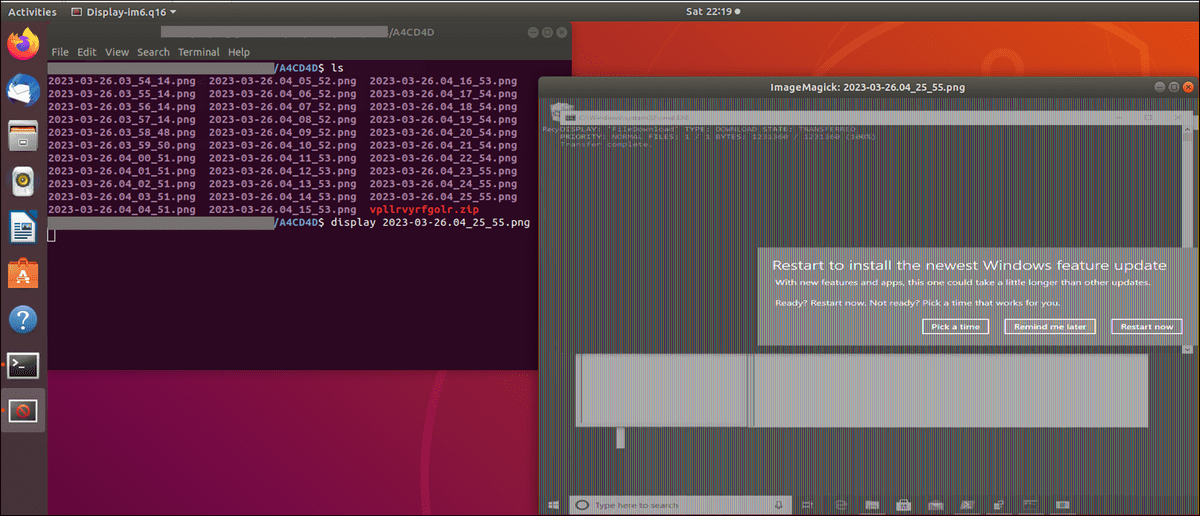 Activities Display-im6.q16 Sat 22:19
/A4CD4D
File Edit View Search Terminal Help
/A4CD4D$ ls
2023-03-26.03_54_14.png 2023-03-26.04_05_52.png 2023-03-26.04_16_53.png
2023-03-26.03_55_14.png 2023-03-26.04_06_52.png 2023-03-26.04_17_54.png
2023-03-26.03_56_14.png 2023-03-26.04_07_52.png 2023-03-26.04_18_54.png
2023-03-26.03_57_14.png 2023-03-26.04_08_52.png 2023-03-26.04_19_54.png
2023-03-26.03_58_48.png 2023-03-26.04_09_52.png 2023-03-26.04_20_54.png
2023-03-26.03_59_50.png 2023-03-26.04_10_52.png 2023-03-26.04_21_54.png
2023-03-26.04_00_51.png 2023-03-26.04_11_53.png 2023-03-26.04_22_54.png
2023-03-26.04_01_51.png 2023-03-26.04_12_53.png 2023-03-26.04_23_55.png
2023-03-26.04_02_51.png 2023-03-26.04_13_53.png 2023-03-26.04_24_55.png
2023-03-26.04_03_51.png 2023-03-26.04_14_53.png 2023-03-26.04_25_55.png
2023-03-26.04_04_51.png 2023-03-26.04_15_53.png vpllrvyrfgolr.zip
/A4CD4D$ display 2023-03-26.04_25_55.png
ImageMagick: 2023-03-26.04_25_55.png
C:\Windows\system32\cmd.EXE
Recy
DISPLAY: 'FileDownload' TYPE: DOWNLOAD STATE: TRANSFERRED
PRIORITY: NORMAL FILES: 1 / 1 BYTES: 1231360 / 1231360 (100%)
Transfer complete.
Restart to install the newest Windows feature update
With new features and apps, this one could take a little longer than other updates.
Ready? Restart now. Not ready? Pick a time that works for you.
Pick a time Remind me later Restart now
Type here to search